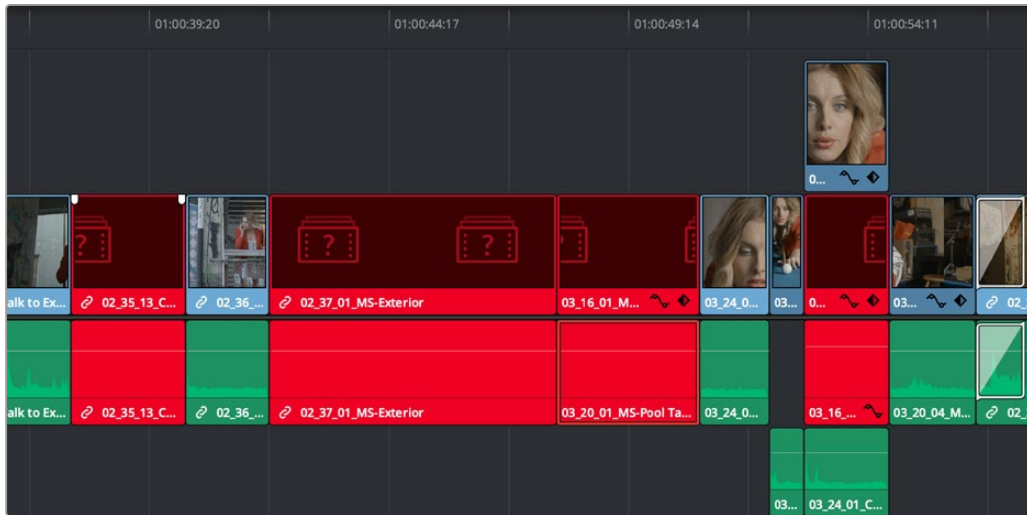 01:00:39:20 01:00:44:17 01:00:49:14 01:00:54:11
0...
? ? ?
alk to Ex... 02_35_13_C... 02_36_... 02_37_01_MS-Exterior 03_16_01_M... 03_24_0... 03... 0... 03... 02_
alk to Ex... 02_35_13_C... 02_36_... 02_37_01_MS-Exterior 03_20_01_MS-Pool Ta... 03_24_0... 03_16_... 03_20_04_M... 02_
03... 03_24_01_C...